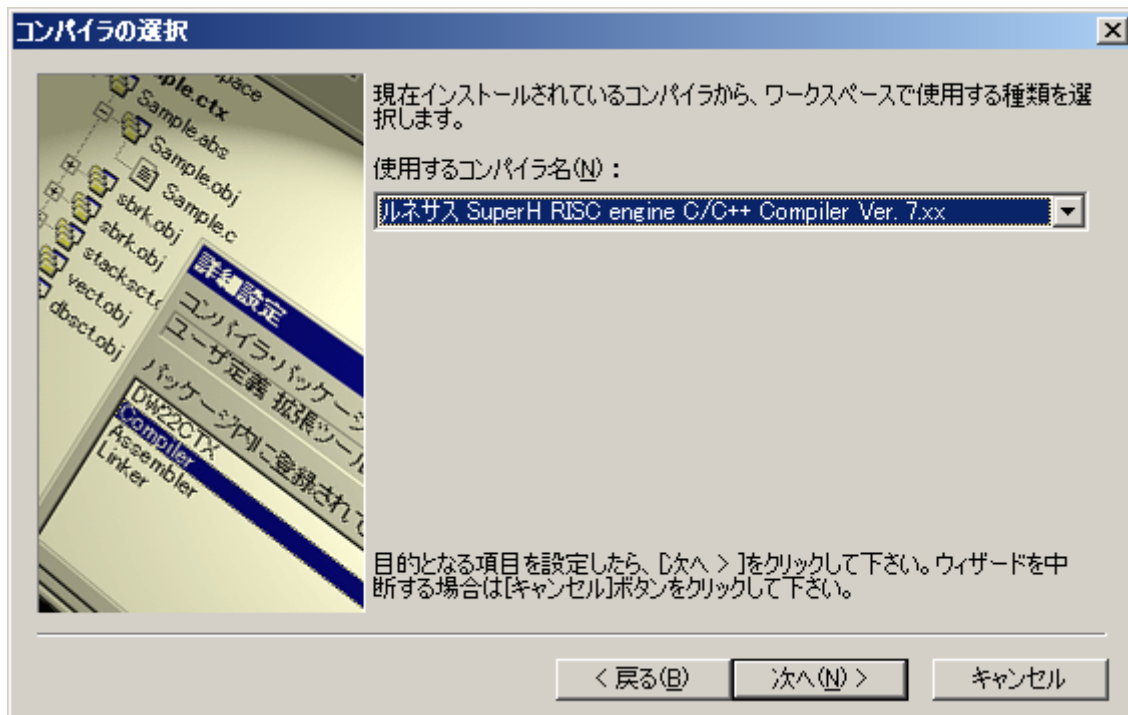 コンパイラの選択
現在インストールされているコンパイラから、ワークスペースで使用する種類を選
択します。
使用するコンパイラ名(N)：
ルネサス SuperH RISC engine C/C++ Compiler Ver. 7.xx
ple.ctx
Sample.abs
Sample.obj
Sample.c
sbrk.obj
sbrk.obj
vect.obj
dbsct.obj
詳細設定
コンパイラ・パッケージ
ユーザ定義 拡張ツール
パッケージ内に登録されて
DW22CTX
Compiler
Assembler
Linker
目的となる項目を設定したら、[次へ > ]をクリックして下さい。ウィザードを中
断する場合は[キャンセル]ボタンをクリックして下さい。
< 戻る(B)
次へ(N) >
キャンセル